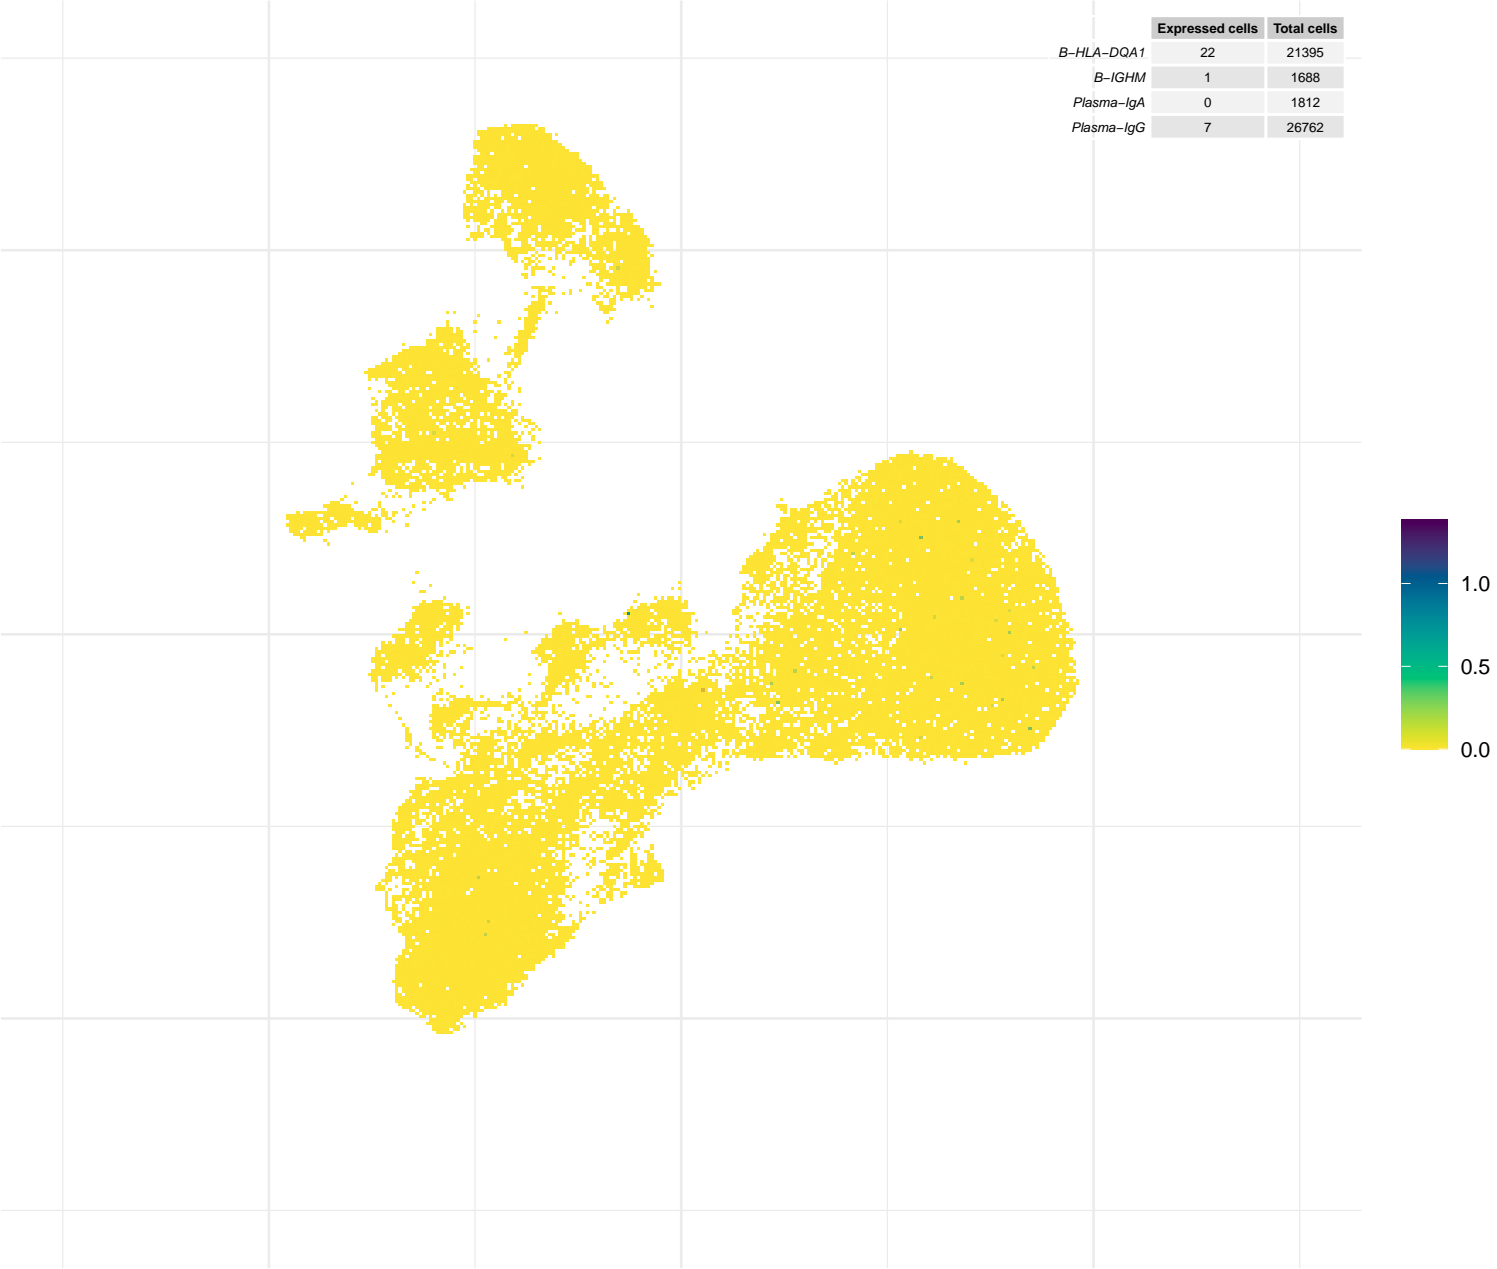 Expressed cells Total cells
B−HLA−DQA1 22 21395
B−IGHM 1 1688
Plasma−IgA 0 1812
Plasma−IgG 7 26762
1.0
0.5
0.0